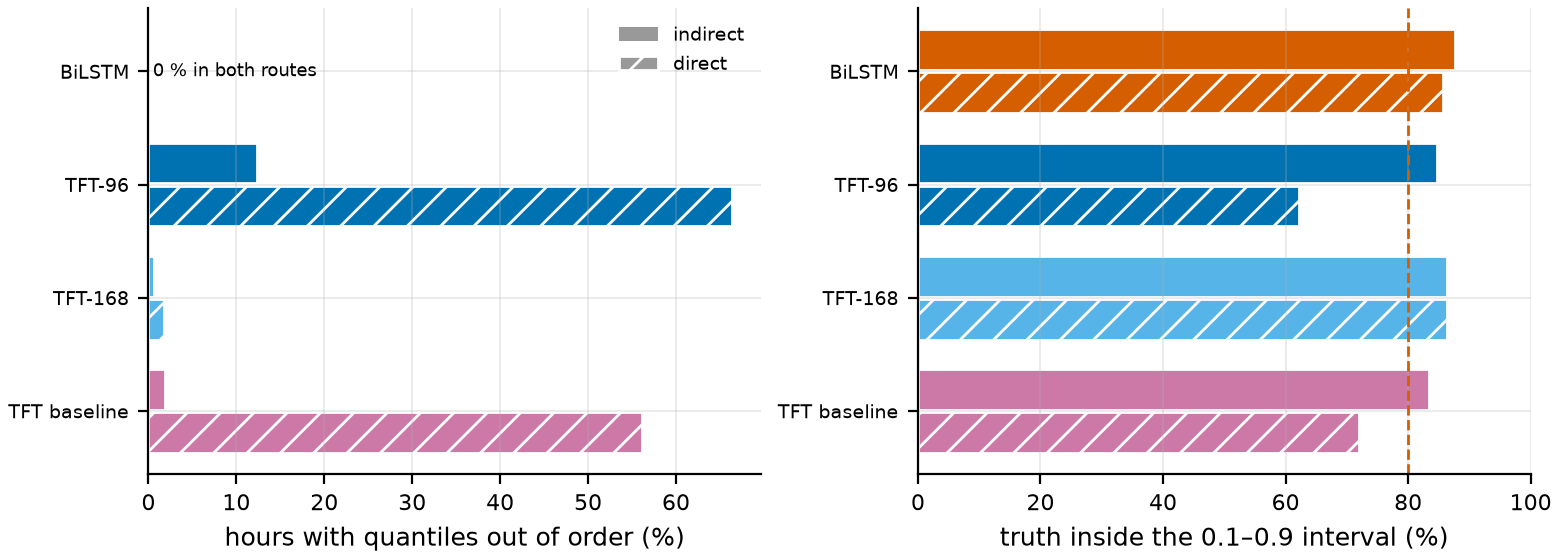 indirect
direct
BiLSTM
0 % in both routes
TFT-96
TFT-168
TFT baseline
0 10 20 30 40 50 60
hours with quantiles out of order (%)
BiLSTM
TFT-96
TFT-168
TFT baseline
0 20 40 60 80 100
truth inside the 0.1–0.9 interval (%)